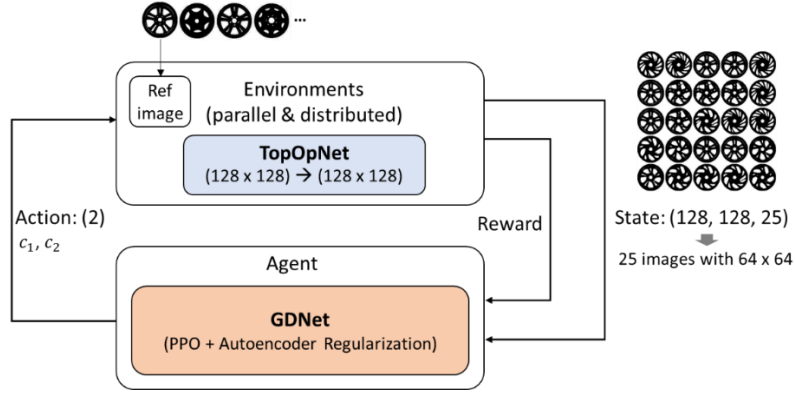 ...
Ref
image
Environments
(parallel & distributed)
TopOpNet
(128 x 128) → (128 x 128)
Action: (2)
c₁, c₂
Reward
State: (128, 128, 25)
25 images with 64 x 64
Agent
GDNet
(PPO + Autoencoder Regularization)